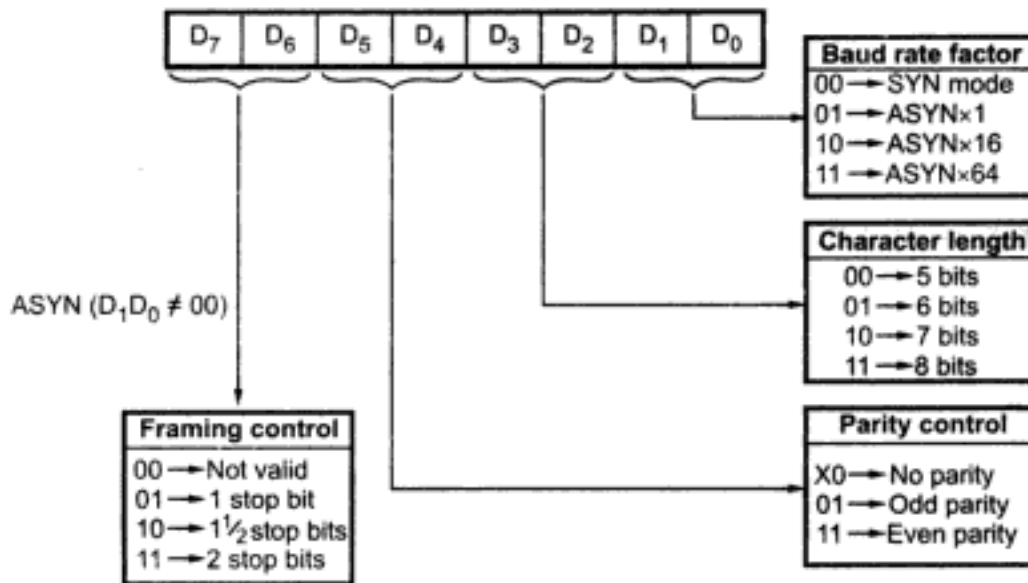 D₇ D₆ D₅ D₄ D₃ D₂ D₁ D₀
Baud rate factor
00→SYN mode
01→ASYN×1
10→ASYN×16
11→ASYN×64
Character length
00→5 bits
01→6 bits
10→7 bits
11→8 bits
ASYN (D₁D₀ ≠ 00)
Framing control
00→Not valid
01→1 stop bit
10→1½ stop bits
11→2 stop bits
Parity control
X0→No parity
01→Odd parity
11→Even parity